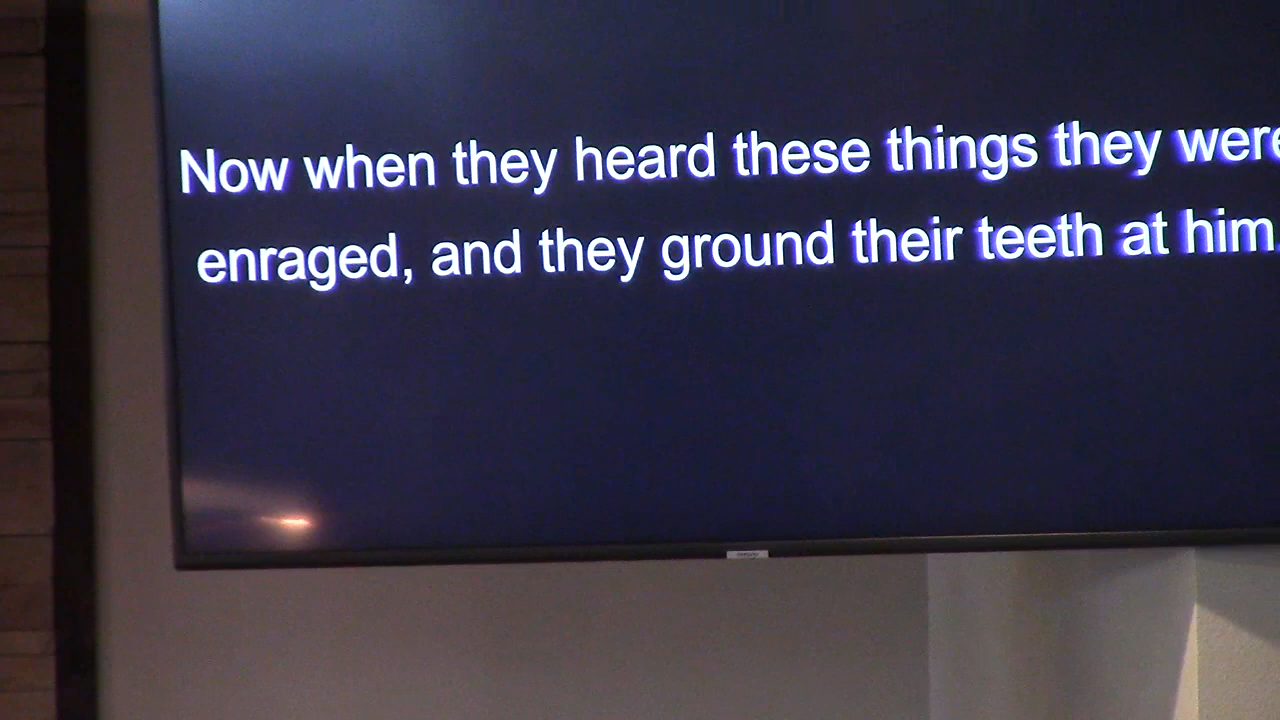 Now when they heard these things they were
enraged, and they ground their teeth at him.